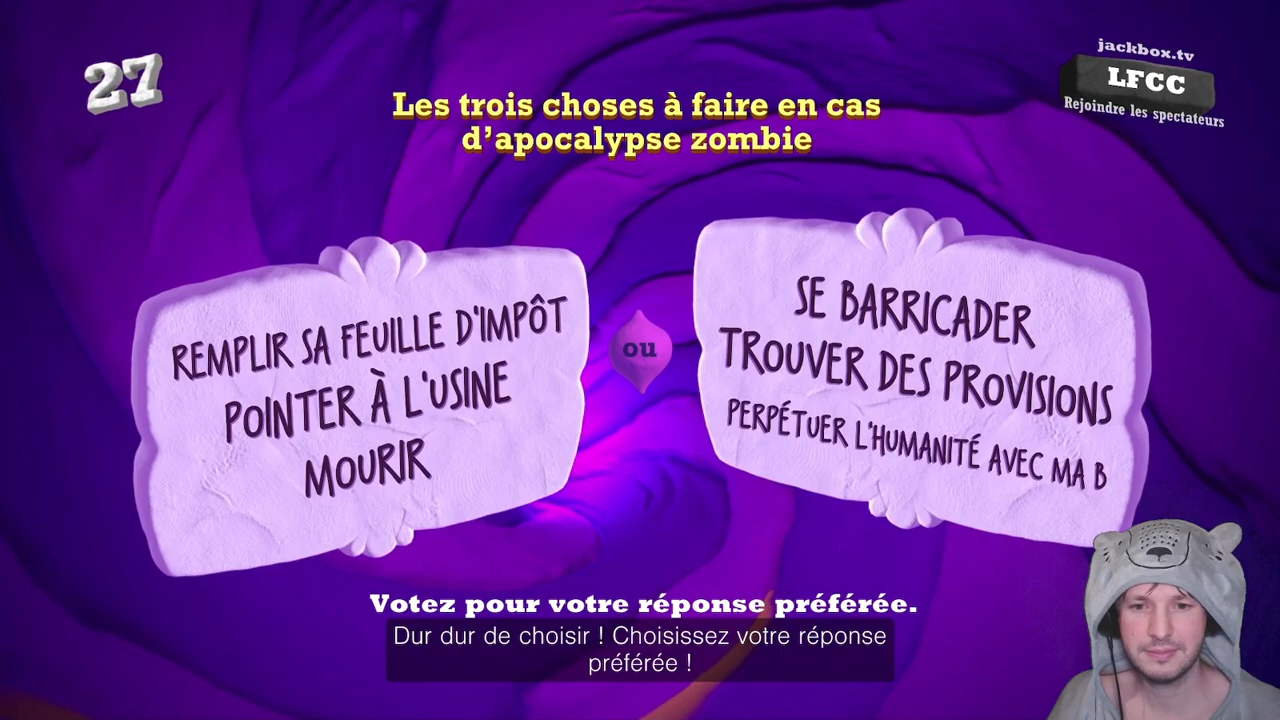 27
jackbox.tv
LFCC
Rejoindre les spectateurs
Les trois choses à faire en cas
d'apocalypse zombie
REMPLIR SA FEUILLE D'IMPÔT
POINTER À L'USINE
MOURIR
ou
SE BARRICADER
TROUVER DES PROVISIONS
PERPÉTUER L'HUMANITÉ AVEC MA B
Votez pour votre réponse préférée.
Dur dur de choisir ! Choisissez votre réponse
préférée !